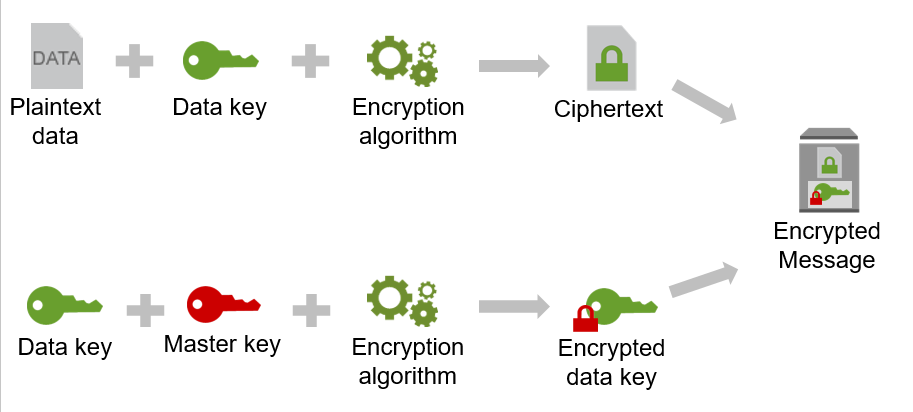 DATA
Plaintext
data
Data key
Encryption
algorithm
Ciphertext
Encrypted
Message
Data key
Master key
Encryption
algorithm
Encrypted
data key